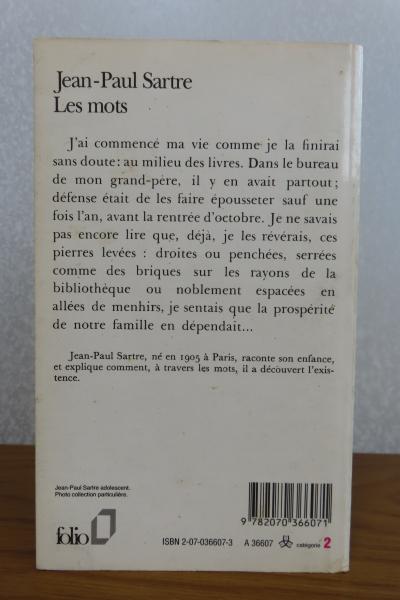 Jean-Paul Sartre
Les mots
J'ai commencé ma vie comme je la finirai
sans doute : au milieu des livres. Dans le bureau
de mon grand-père, il y en avait partout ;
défense était de les faire épousseter sauf une
fois l'an, avant la rentrée d'octobre. Je ne savais
pas encore lire que, déjà, je les révérais, ces
pierres levées : droites ou penchées, serrées
comme des briques sur les rayons de la
bibliothèque ou noblement espacées en
allées de menhirs, je sentais que la prospérité
de notre famille en dépendait...
Jean-Paul Sartre, né en 1905 à Paris, raconte son enfance,
et explique comment, à travers les mots, il a découvert l'exis-
tence.
Jean-Paul Sartre adolescent.
Photo collection particulière.
folio
9 782070 366071
ISBN 2-07-036607-3 A 36607 catégorie 2